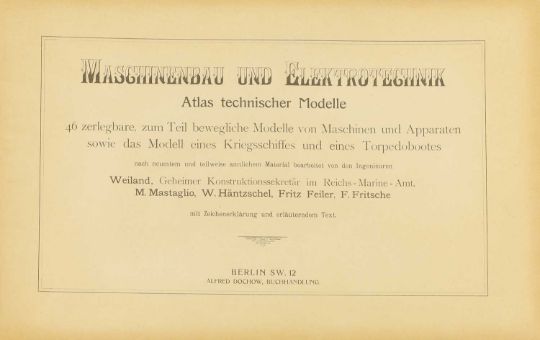 MASCHINENBAU UND ELEKTROTECHNIK
Atlas technischer Modelle
46 zerlegbare, zum Teil bewegliche Modelle von Maschinen und Apparaten
sowie das Modell eines Kriegsschiffes und eines Torpedobootes
nach neuestem und teilweise amtlichem Material bearbeitet von den Ingenieuren
Weiland, Geheimer Konstruktionssekretär im Reichs-Marine-Amt,
M. Mastaglio, W. Häntzschel, Fritz Feiler, F. Fritsche
mit Zeichenerklärung und erläuterndem Text.
BERLIN SW. 12
ALFRED DOCHOW, BUCHHANDLUNG